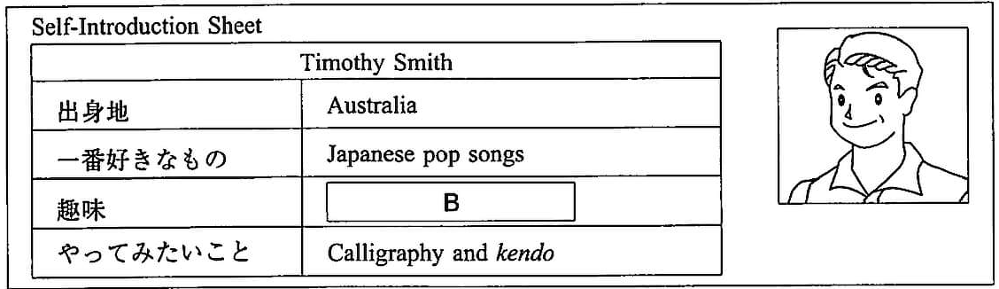 Self-Introduction Sheet
Timothy Smith
出身地 Australia
一番好きなもの Japanese pop songs
趣味 B
やってみたいこと Calligraphy and kendo